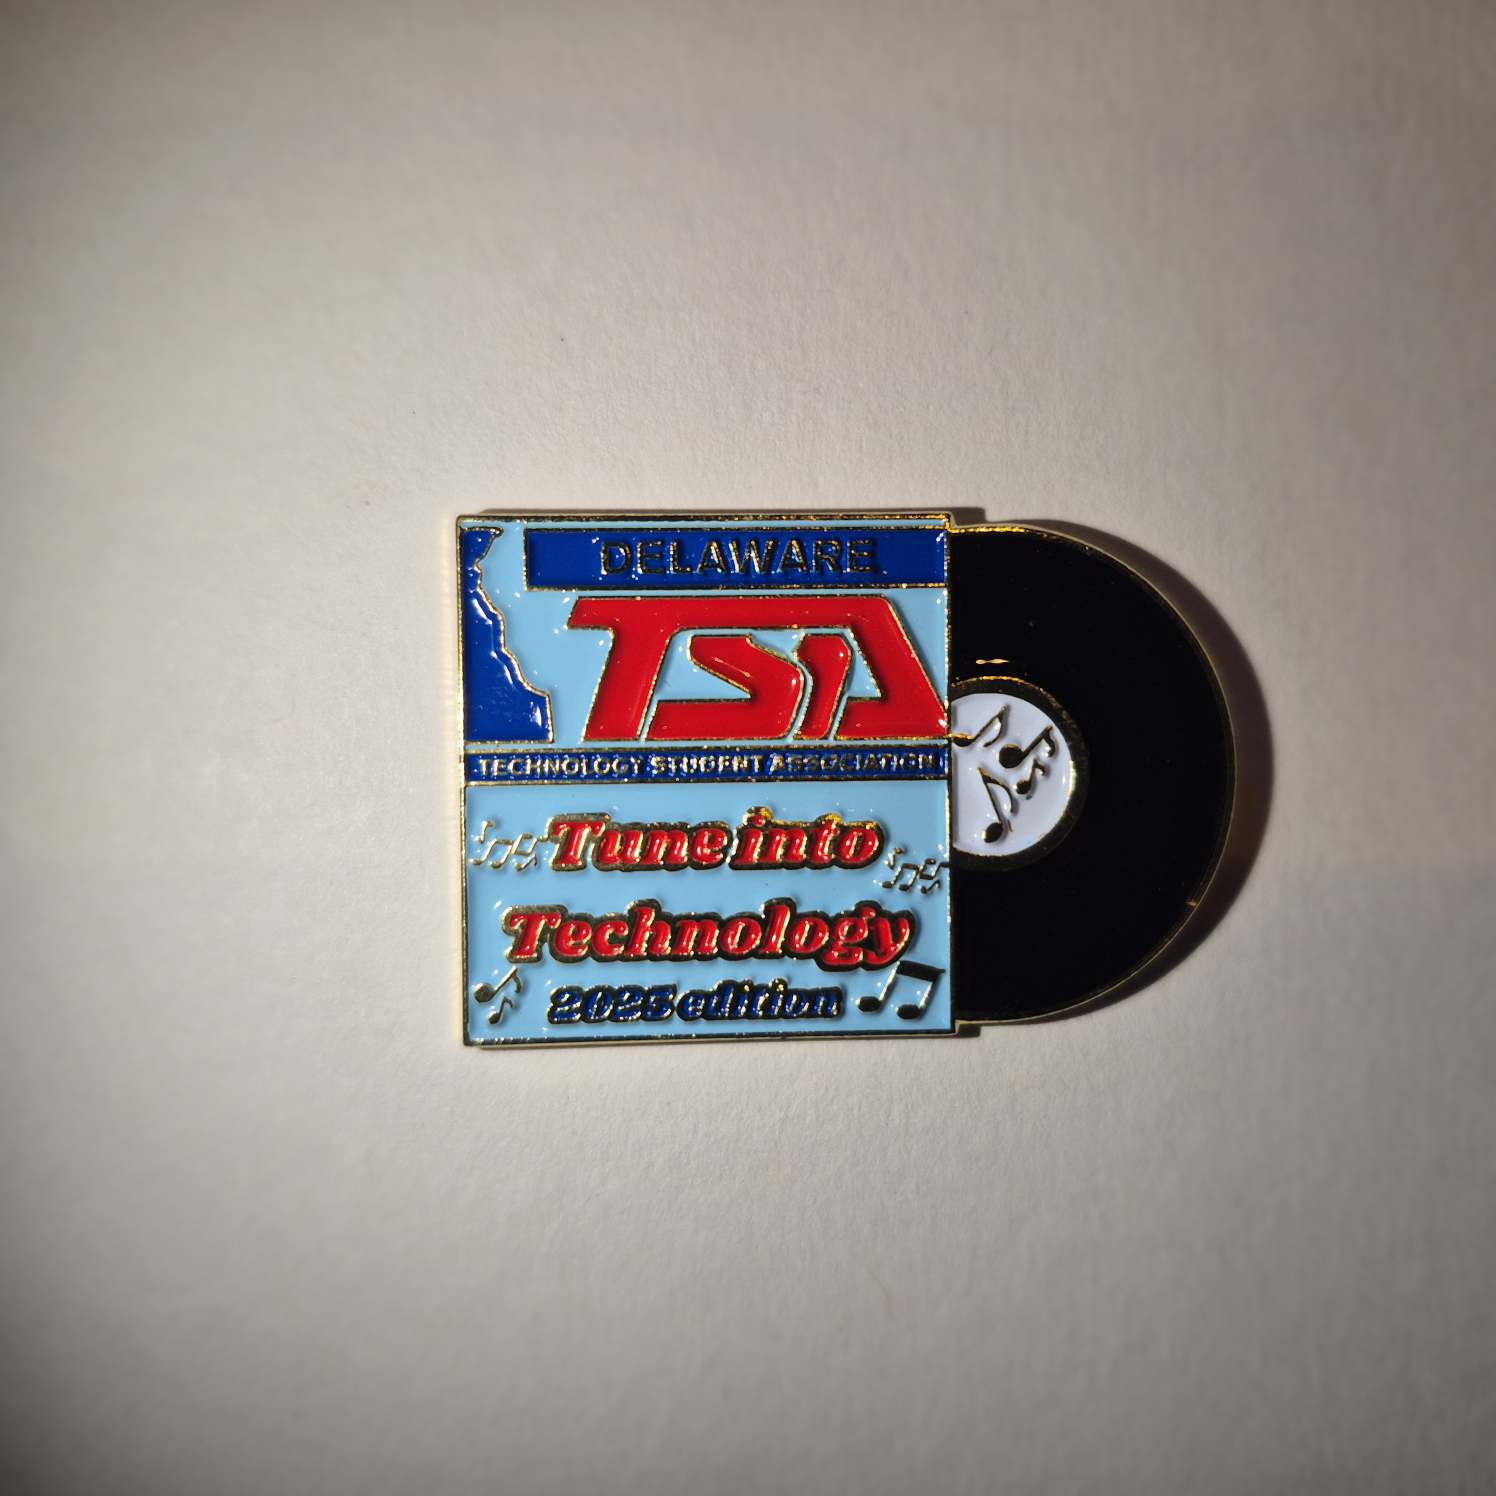 DELAWARE
TSA
TECHNOLOGY STUDENT ASSOCIATION
Tune into
Technology
2025 edition